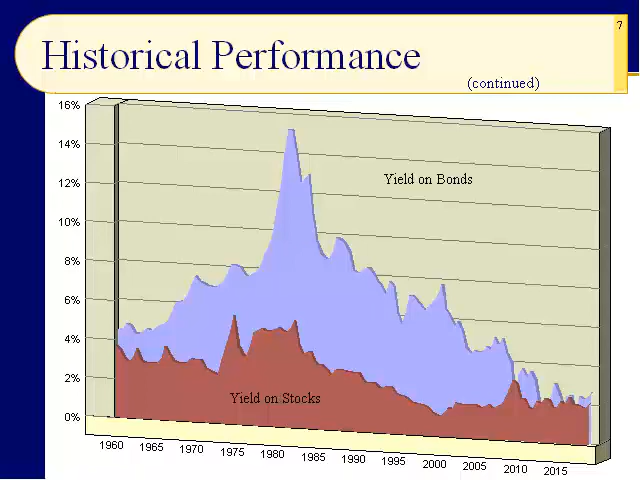 7
Historical Performance
(continued)
16%
14%
12%
10%
8%
6%
4%
2%
0%
Yield on Bonds
Yield on Stocks
1960 1965 1970 1975 1980 1985 1990 1995 2000 2005 2010 2015